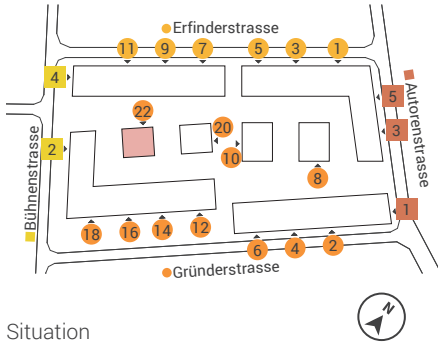 Erfinderstrasse
11 9 7 5 3 1
4
5
22
20
3
2
10
8
Autorenstrasse
Bühnenstrasse
18 16 14 12
6 4 2
1
Gründerstrasse
Situation
N